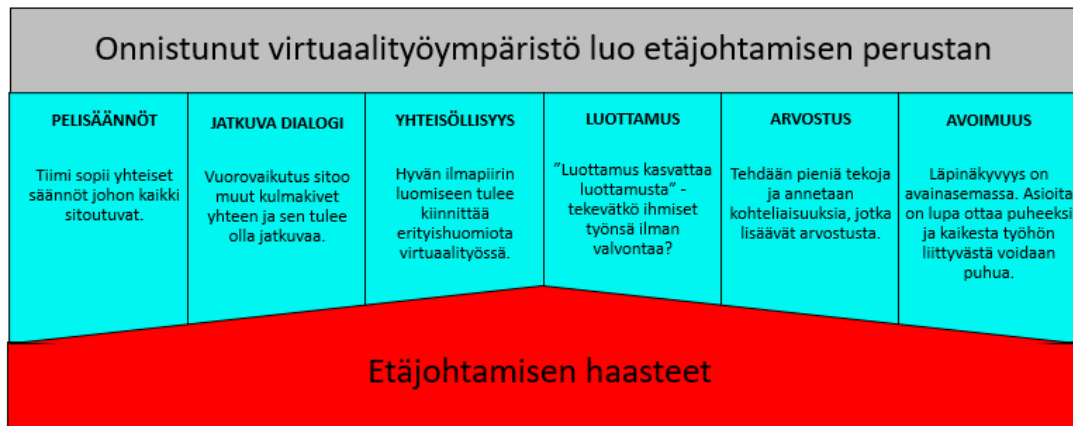 Onnistunut virtuaalityöympäristö luo etäjohtamisen perustan
PELISÄÄNNÖT
Tiimi sopii yhteiset
säännöt johon kaikki
sitoutuvat.
JATKUVA DIALOGI
Vuorovaikutus sitoo
muut kulmakivet
yhteen ja sen tulee
olla jatkuvaa.
YHTEISÖLLISYYS
Hyvän ilmapiirin
luomiseen tulee
kiinnittää
erityishuomiota
virtuaalityössä.
LUOTTAMUS
”Luottamus kasvattaa
luottamusta” -
tekevätkö ihmiset
työnsä ilman
valvontaa?
ARVOSTUS
Tehdään pieniä tekoja
ja annetaan
kohteliaisuuksia, jotka
lisäävät arvostusta.
AVOIMUUS
Läpinäkyvyys on
avainasemassa. Asioita
on lupa ottaa puheeksi
ja kaikesta työhön
liittyvästä voidaan
puhua.
Etäjohtamisen haasteet